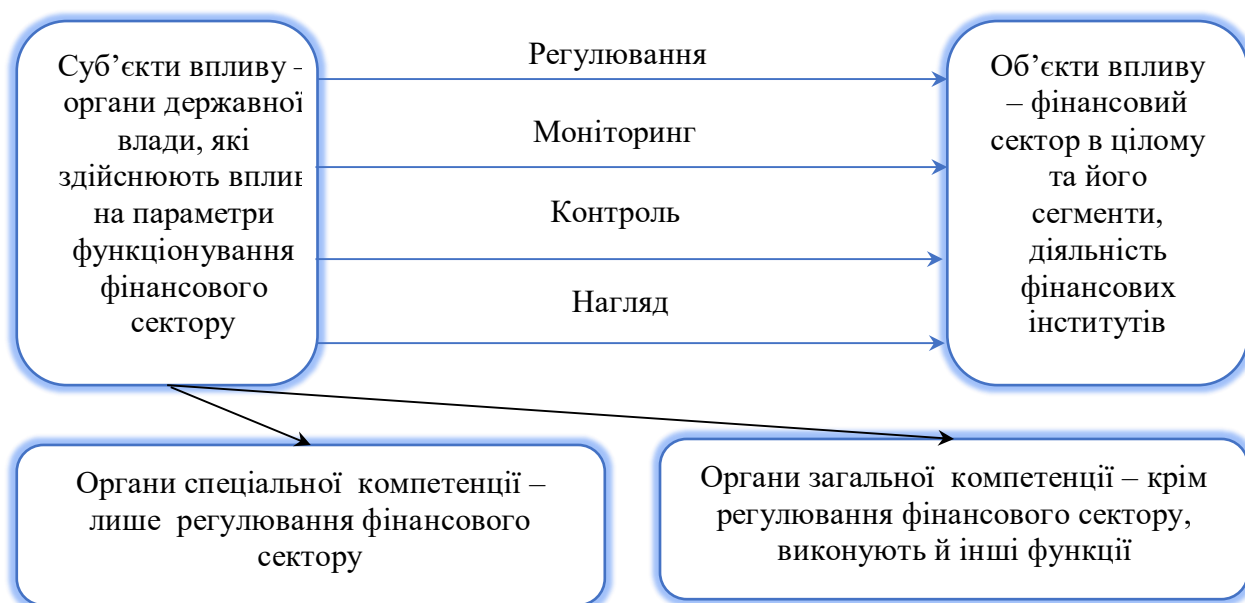 Суб’єкти впливу –
органи державної
влади, які
здійснюють вплив
на параметри
функціонування
фінансового
сектору
Регулювання
Моніторинг
Контроль
Нагляд
Об’єкти впливу
– фінансовий
сектор в цілому
та його
сегменти,
діяльність
фінансових
інститутів
Органи спеціальної компетенції –
лише регулювання фінансового
сектору
Органи загальної компетенції – крім
регулювання фінансового сектору,
виконують й інші функції